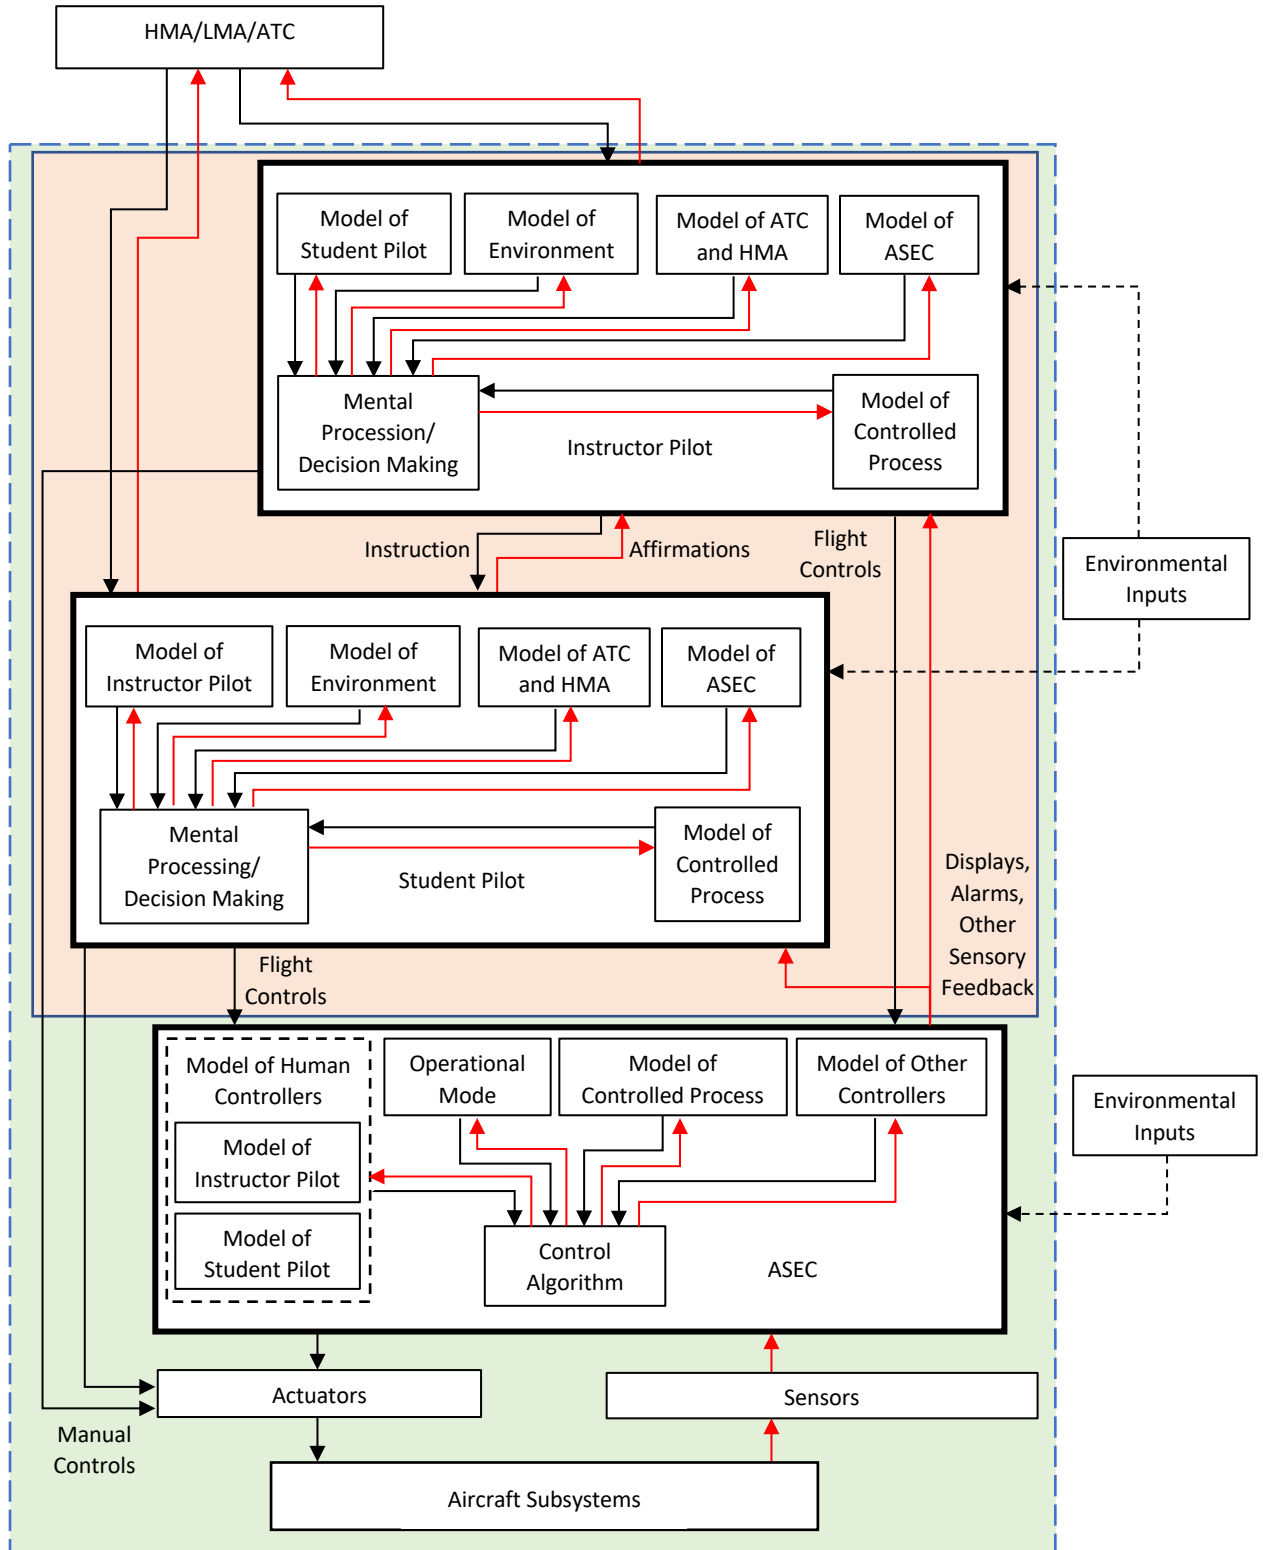 HMA/LMA/ATC
Model of
Student Pilot
Model of
Environment
Model of ATC
and HMA
Model of
ASEC
Mental
Procession/
Decision Making
Instructor Pilot
Model of
Controlled
Process
Instruction
Affirmations
Flight
Controls
Environmental
Inputs
Model of
Instructor Pilot
Model of
Environment
Model of ATC
and HMA
Model of
ASEC
Mental
Processing/
Decision Making
Student Pilot
Model of
Controlled
Process
Displays,
Alarms,
Other
Sensory
Feedback
Flight
Controls
Model of Human
Controllers
Model of
Instructor Pilot
Model of
Student Pilot
Operational
Mode
Model of
Controlled Process
Model of Other
Controllers
Control
Algorithm
ASEC
Environmental
Inputs
Actuators
Sensors
Manual
Controls
Aircraft Subsystems